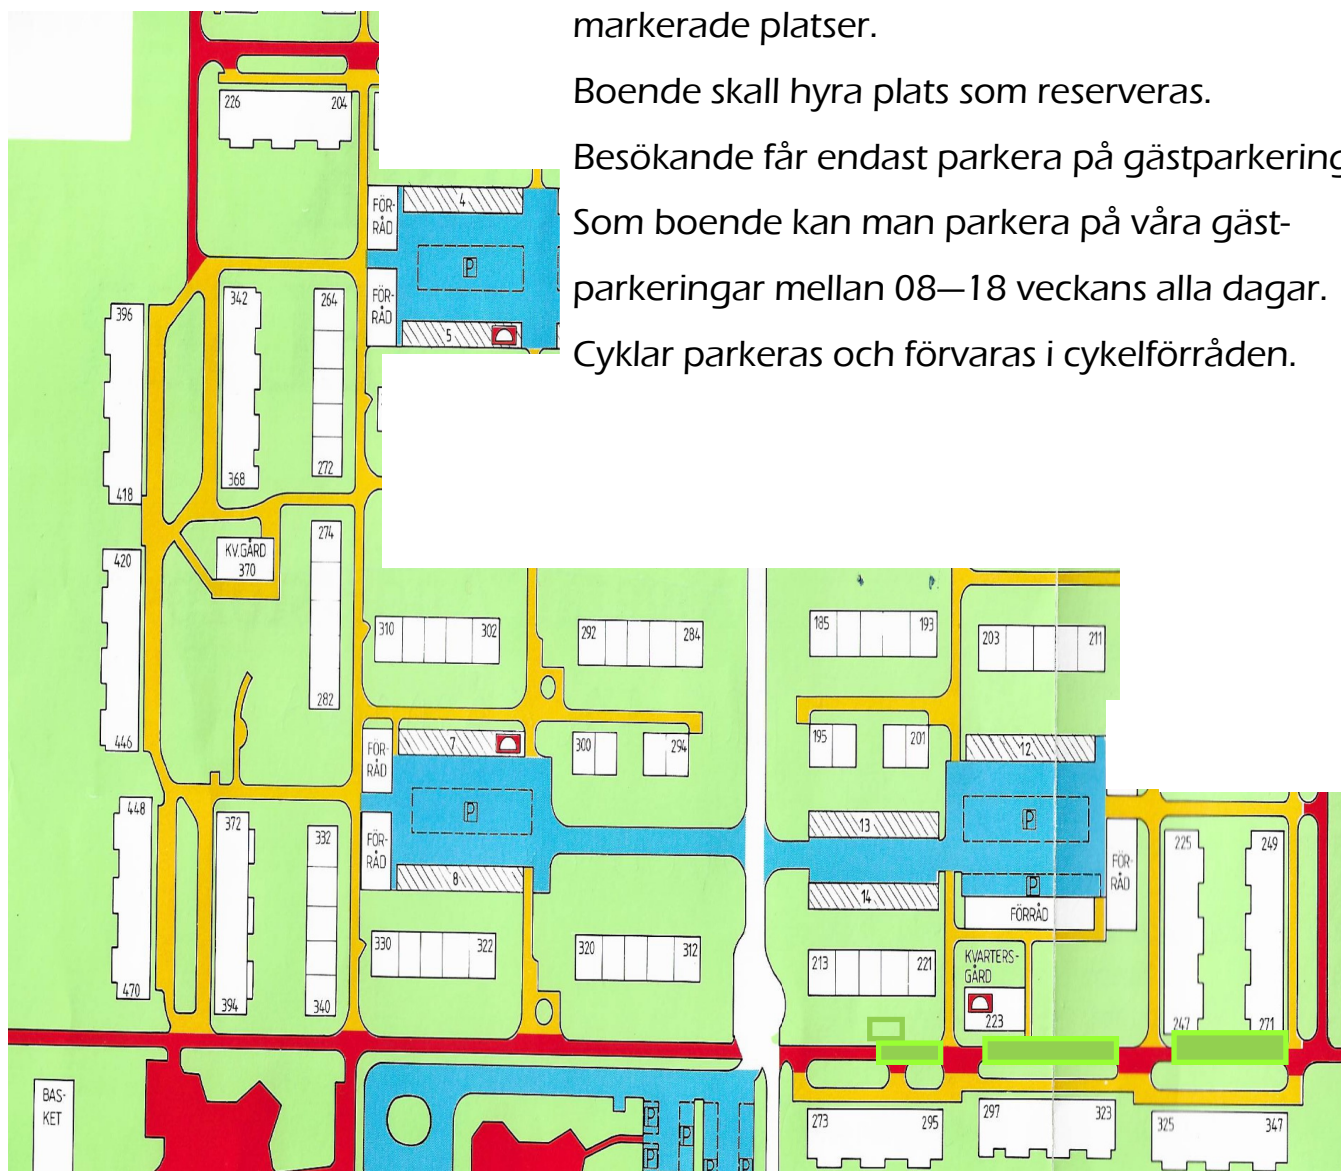 markerade platser.
Boende skall hyra plats som reserveras.
Besökande får endast parkera på gästparkering
Som boende kan man parkera på våra gäst-
parkeringar mellan 08—18 veckans alla dagar.
Cyklar parkeras och förvaras i cykelförråden.
226 204
FÖR-
RÅD
4
P
FÖR-
RÅD
5
342
264
396
368
272
418
274
KV.GÅRD
370
420
282
446
310 302
292 284
185 193
203 211
FÖR-
RÅD
7
300
294
195
201
12
P
P
448
372
332
FÖR-
RÅD
8
13
14
P
FÖRRÅD
FÖR-
RÅD
225
249
330 322
320 312
213 221
KVARTERS-
GÅRD
223
470
394
340
247
271
BAS-
KET
P
P
P
P
P
273 295
297 323
325 347